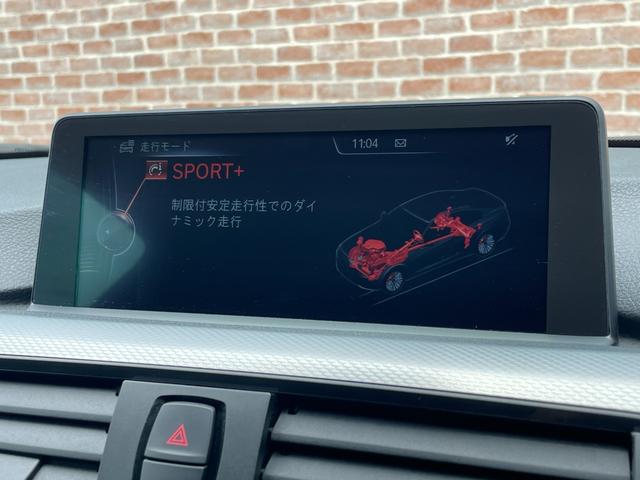 走行モード
11:04
SPORT+
制限付安定走行性でのダイ
ナミック走行